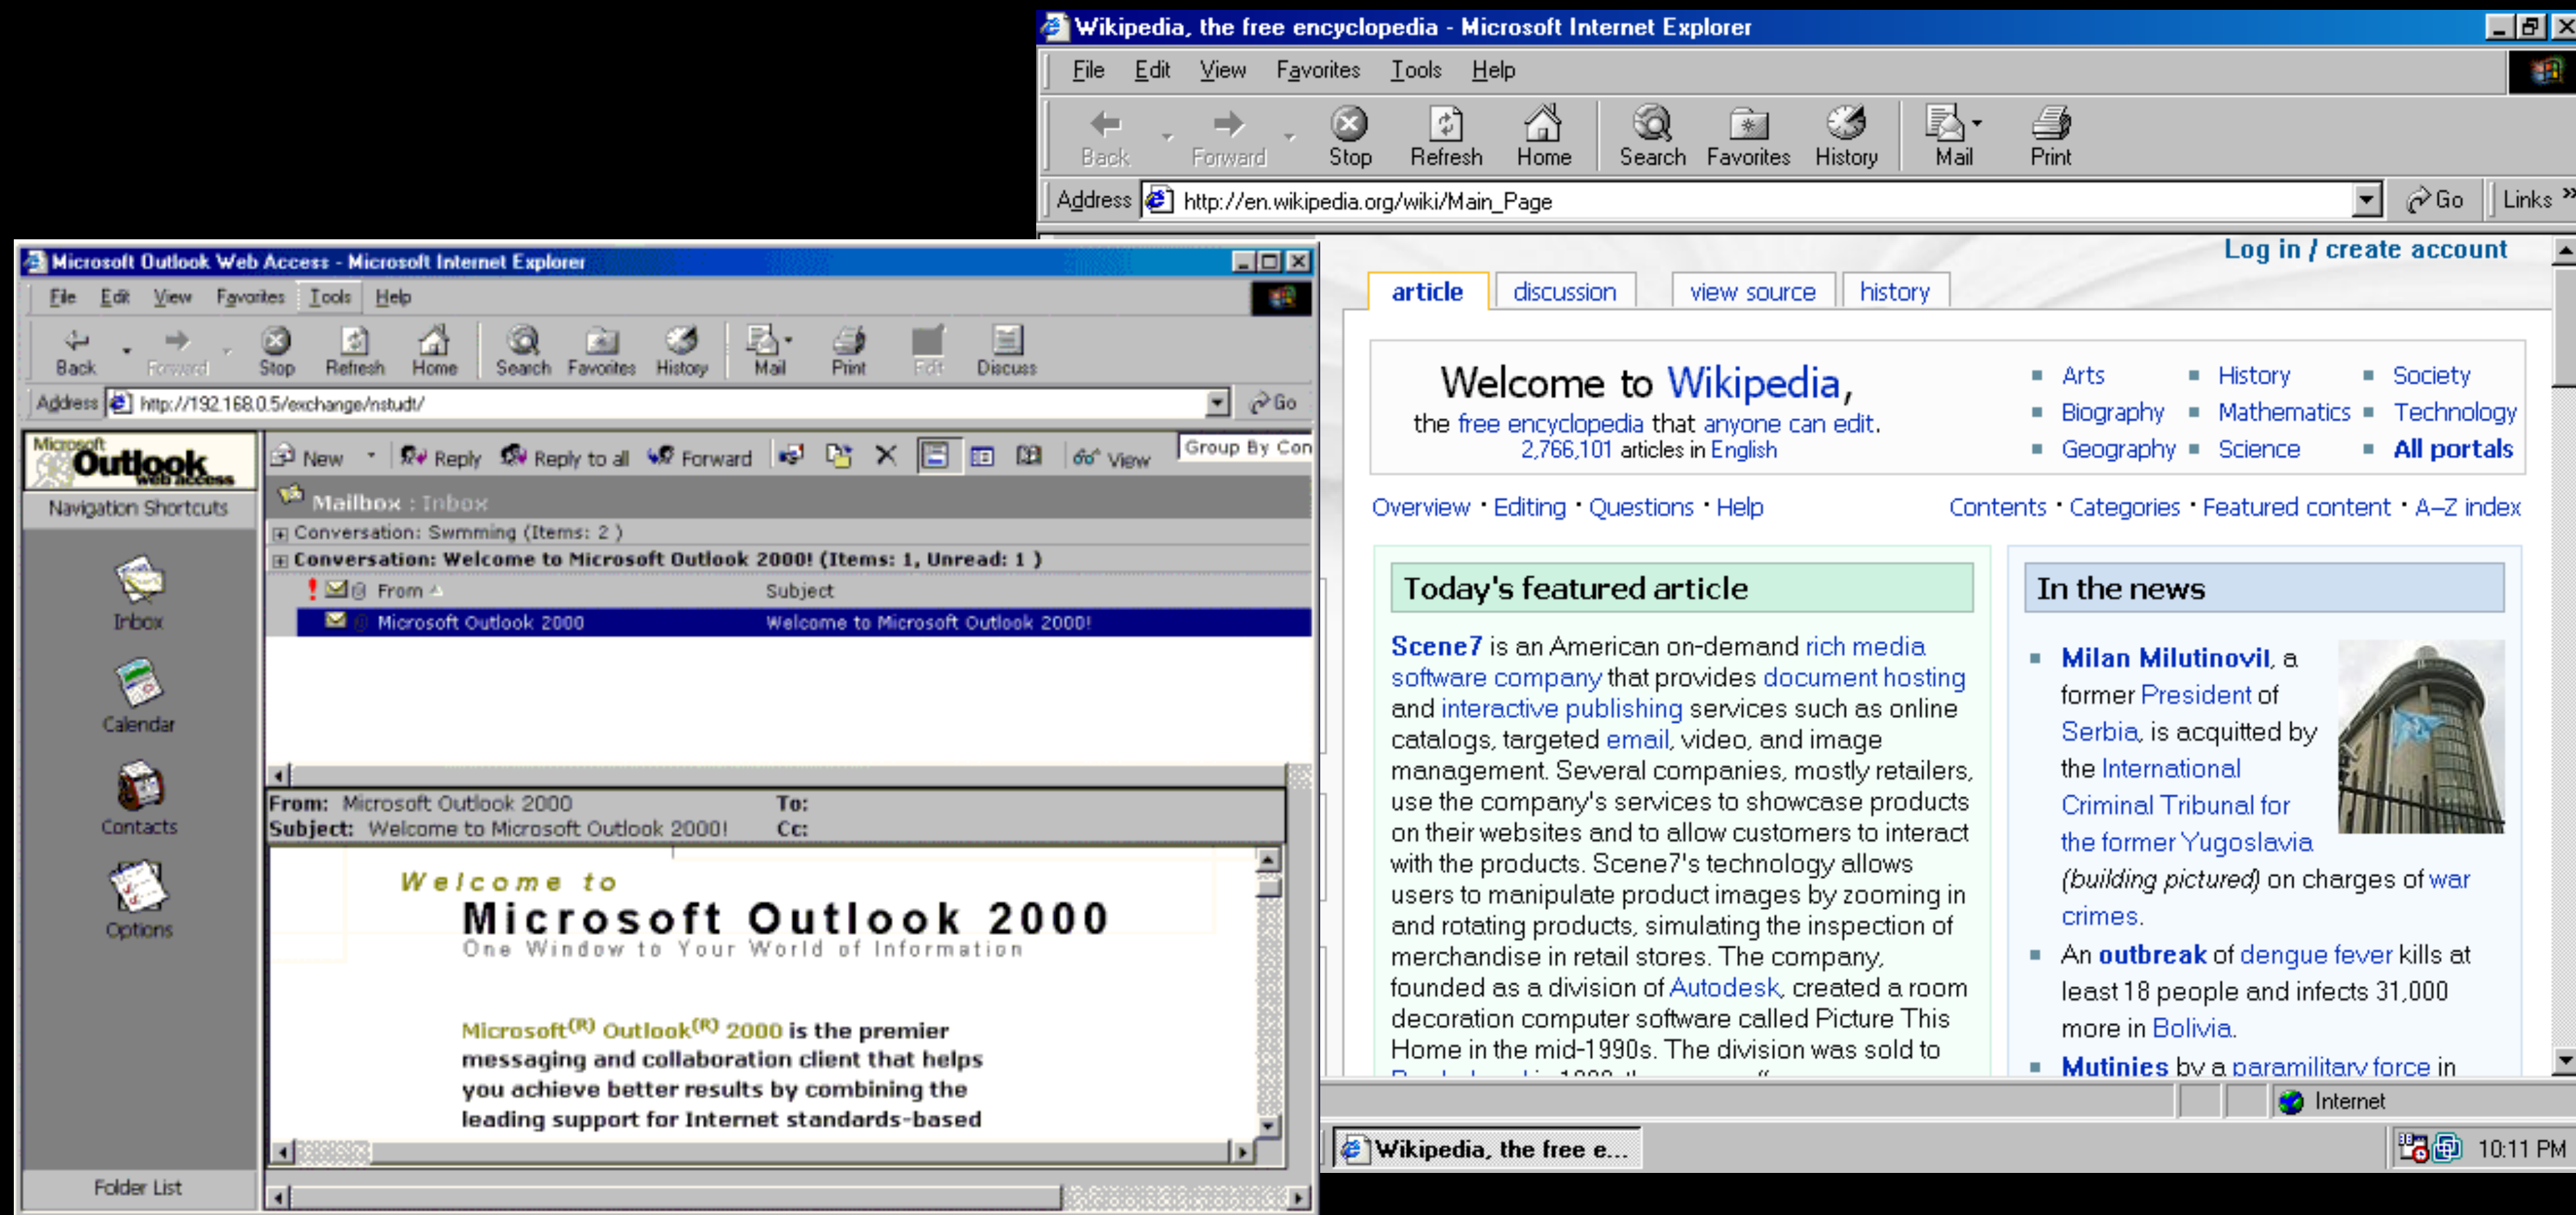 Wikipedia, the free encyclopedia - Microsoft Internet Explorer
File Edit View Favorites Tools Help
Back Forward Stop Refresh Home Search Favorites History Mail Print
Address http://en.wikipedia.org/wiki/Main_Page Go Links »
Log in / create account
article discussion view source history
Welcome to Wikipedia,
the free encyclopedia that anyone can edit.
2,766,101 articles in English
Arts History Society
Biography Mathematics Technology
Geography Science All portals
Overview · Editing · Questions · Help Contents · Categories · Featured content · A–Z index
Today's featured article
Scene7 is an American on-demand rich media
software company that provides document hosting
and interactive publishing services such as online
catalogs, targeted email, video, and image
management. Several companies, mostly retailers,
use the company's services to showcase products
on their websites and to allow customers to interact
with the products. Scene7's technology allows
users to manipulate product images by zooming in
and rotating products, simulating the inspection of
merchandise in retail stores. The company,
founded as a division of Autodesk, created a room
decoration computer software called Picture This
Home in the mid-1990s. The division was sold to
In the news
Milan Milutinovil, a
former President of
Serbia, is acquitted by
the International
Criminal Tribunal for
the former Yugoslavia
(building pictured) on charges of war
crimes.
An outbreak of dengue fever kills at
least 18 people and infects 31,000
more in Bolivia.
Mutinies by a paramilitary force in
Internet
Wikipedia, the free e... 10:11 PM
Microsoft Outlook Web Access - Microsoft Internet Explorer
File Edit View Favorites Tools Help
Back Forward Stop Refresh Home Search Favorites History Mail Print Edit Discuss
Address http://192.168.0.5/exchange/nstudt/ Go
Microsoft
Outlook
web access
New Reply Reply to all Forward View Group By Con
Navigation Shortcuts
Inbox
Calendar
Contacts
Options
Folder List
Mailbox : Inbox
Conversation: Swmming (Items: 2 )
Conversation: Welcome to Microsoft Outlook 2000! (Items: 1, Unread: 1 )
From Subject
Microsoft Outlook 2000 Welcome to Microsoft Outlook 2000!
From: Microsoft Outlook 2000 To:
Subject: Welcome to Microsoft Outlook 2000! Cc:
Welcome to
Microsoft Outlook 2000
One Window to Your World of Information
Microsoft(R) Outlook(R) 2000 is the premier
messaging and collaboration client that helps
you achieve better results by combining the
leading support for Internet standards-based